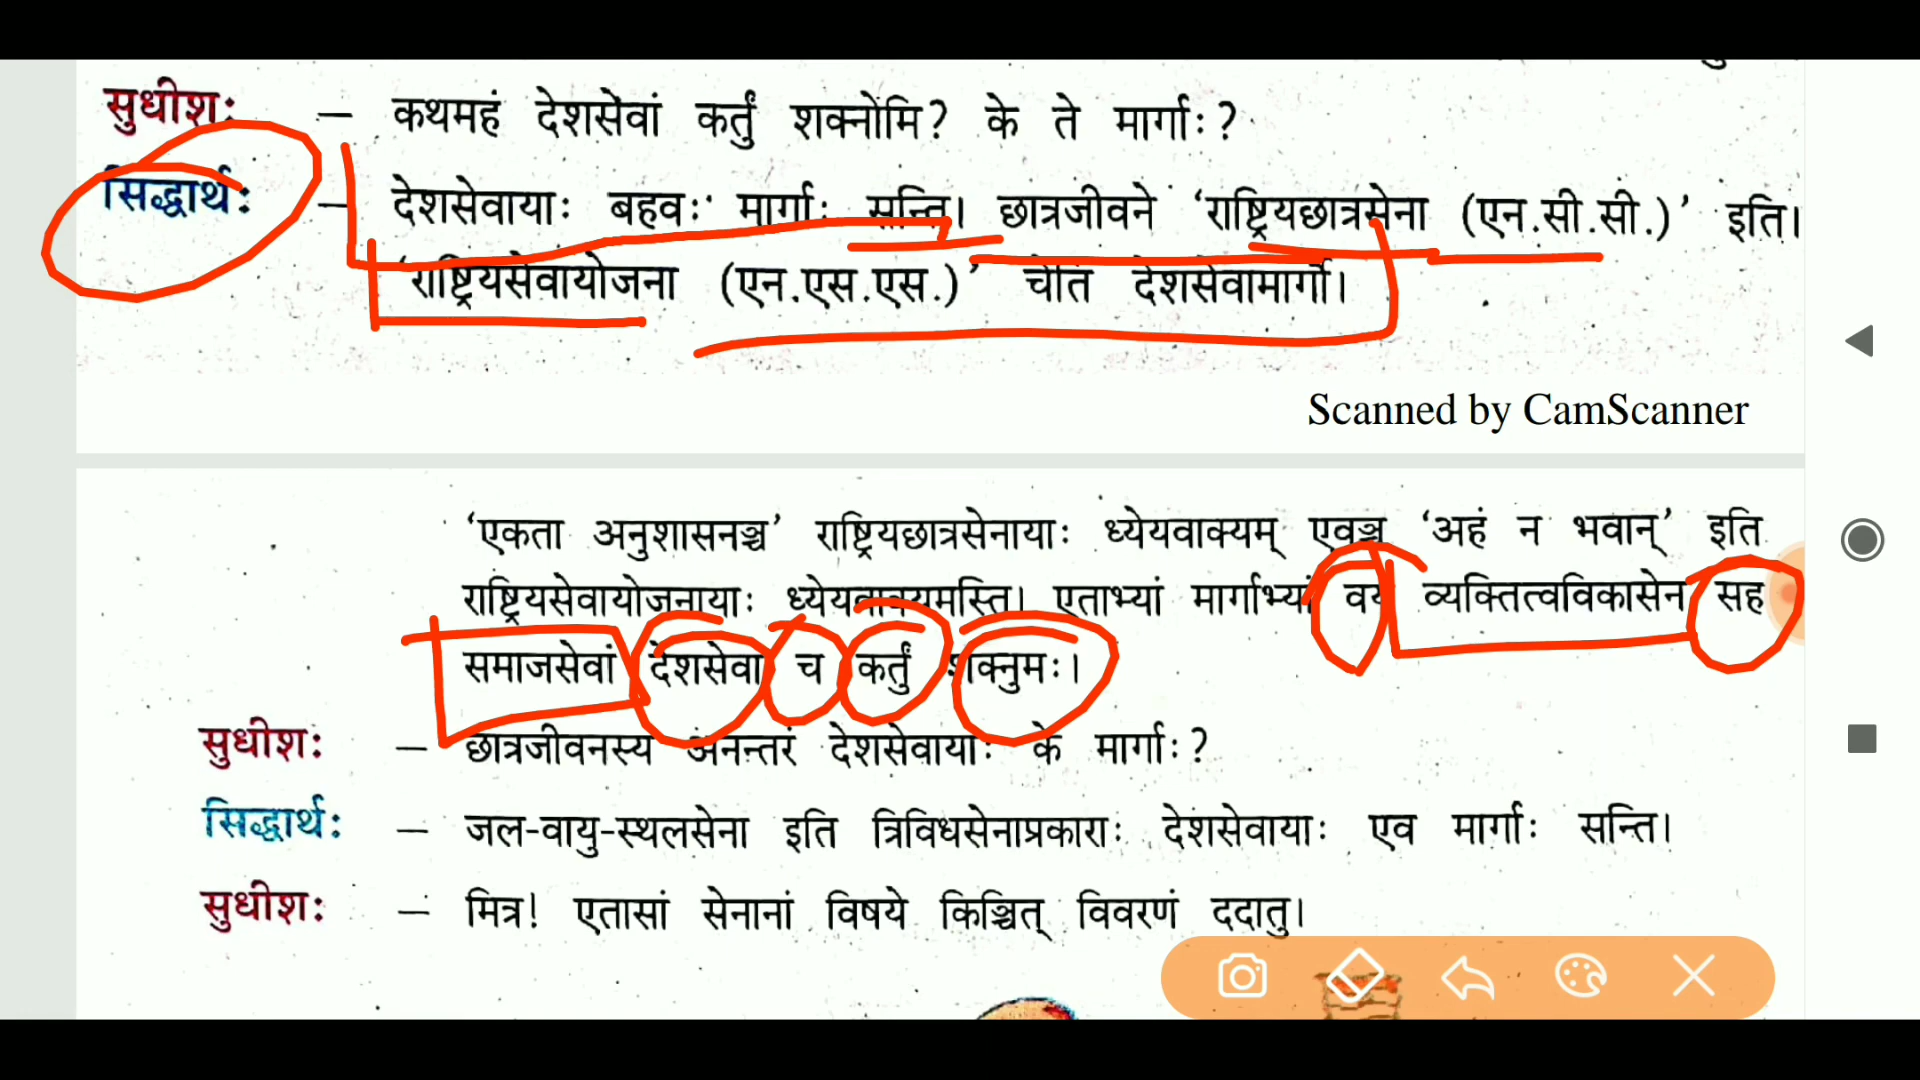 सुधीशः – कथमहं देशसेवां कर्तुं शक्नोमि? के ते मार्गाः?
सिद्धार्थः – देशसेवायाः बहवः मार्गाः सन्ति। छात्रजीवने ‘राष्ट्रियछात्रसेना (एन.सी.सी.)’ इति।
‘राष्ट्रियसेवायोजना (एन.एस.एस.)’ चेति देशसेवामार्गौ।
Scanned by CamScanner
‘एकता अनुशासनञ्च’ राष्ट्रियछात्रसेनायाः ध्येयवाक्यम् एवञ्च ‘अहं न भवान्’ इति
राष्ट्रियसेवायोजनायाः ध्येयवाक्यमस्ति। एताभ्यां मार्गाभ्यां वयं व्यक्तित्वविकासेन सह
समाजसेवां देशसेवां च कर्तुं शक्नुमः।
सुधीशः – छात्रजीवनस्य अनन्तरं देशसेवायाः के मार्गाः?
सिद्धार्थः – जल-वायु-स्थलसेना इति त्रिविधसेनाप्रकाराः देशसेवायाः एव मार्गाः सन्ति।
सुधीशः – मित्र! एतासां सेनानां विषये किञ्चित् विवरणं ददातु।